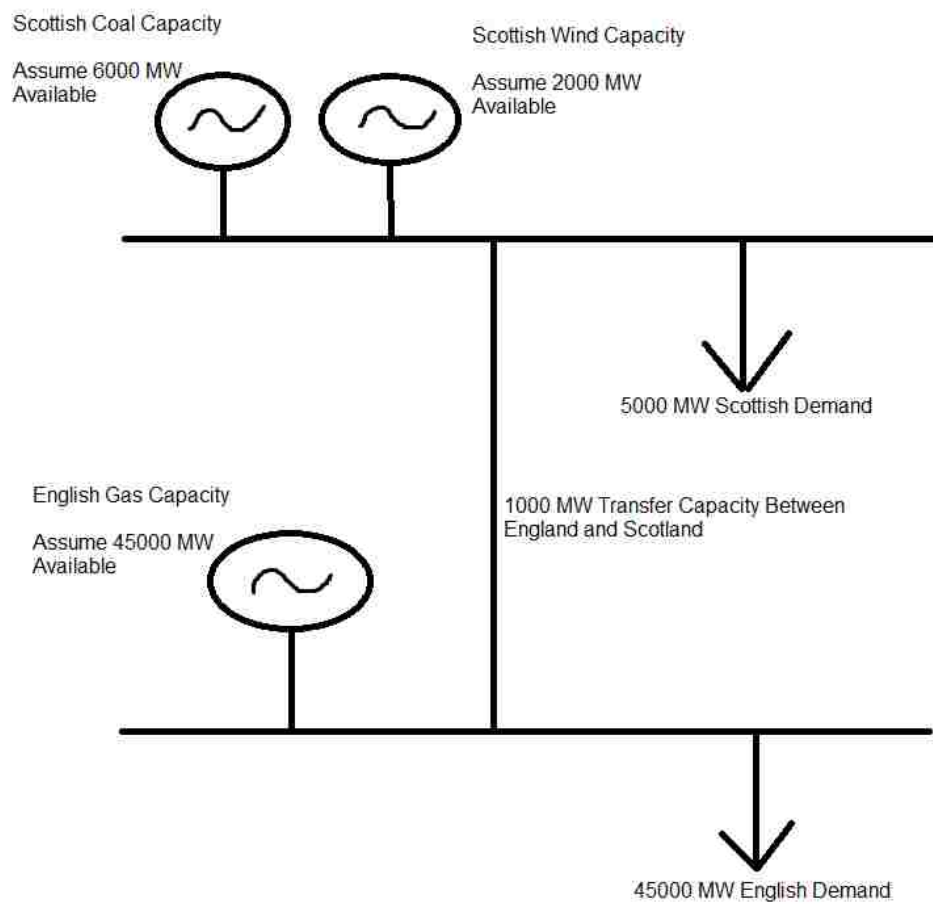 Scottish Coal Capacity
Assume 6000 MW
Available
Scottish Wind Capacity
Assume 2000 MW
Available
5000 MW Scottish Demand
English Gas Capacity
Assume 45000 MW
Available
1000 MW Transfer Capacity Between
England and Scotland
45000 MW English Demand